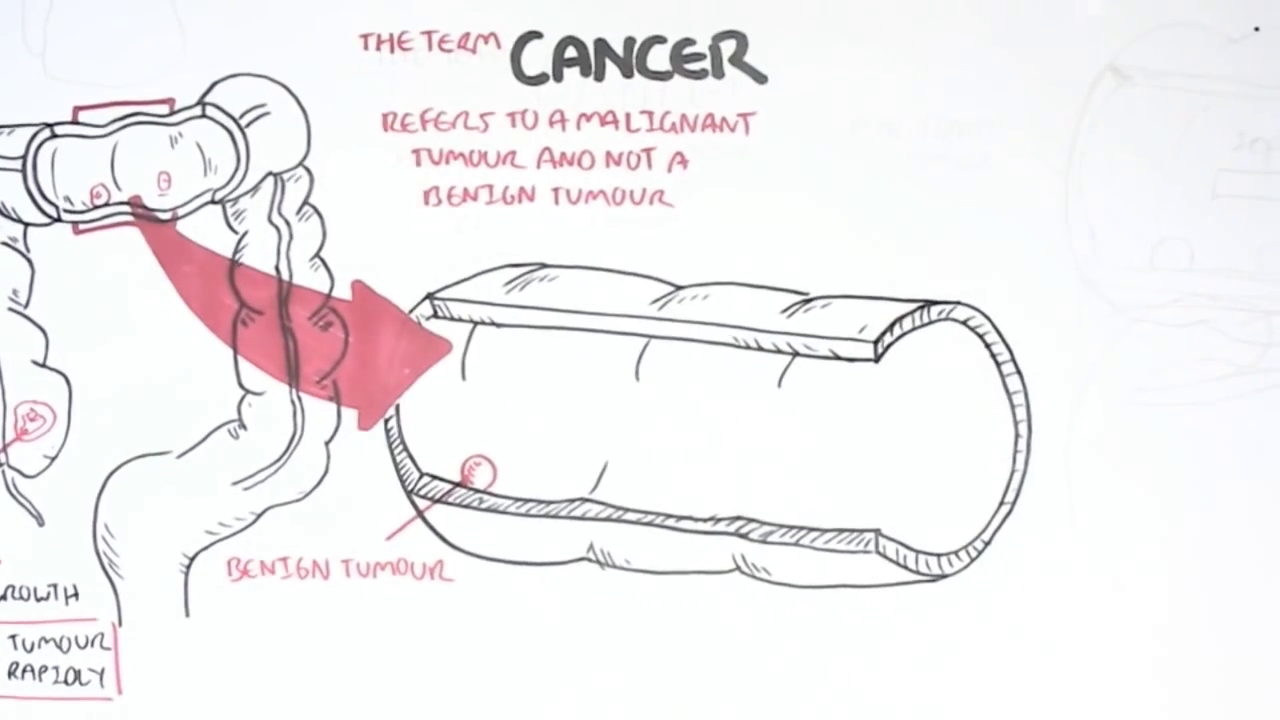 THE TERM CANCER
REFERS TO A MALIGNANT
TUMOUR AND NOT A
BENIGN TUMOUR
BENIGN TUMOUR
ROWTH
TUMOUR
RAPIDLY